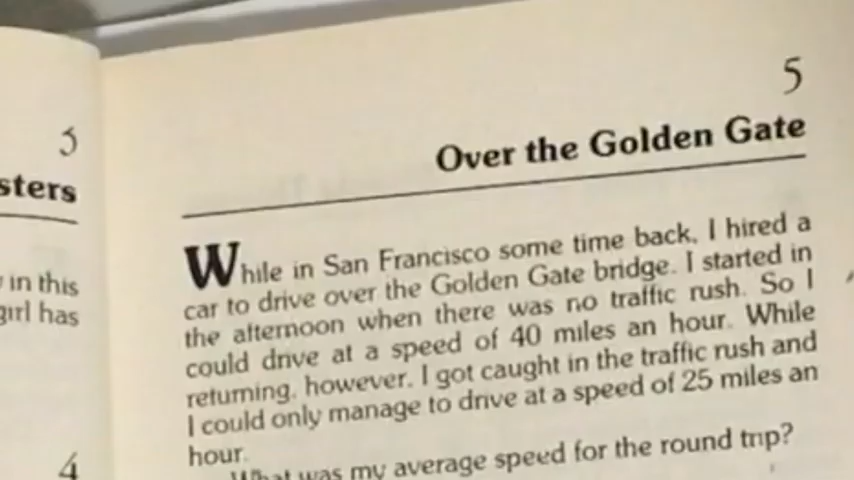 3
sters
in this
girl has
4
5
Over the Golden Gate
While in San Francisco some time back, I hired a
car to drive over the Golden Gate bridge. I started in
the afternoon when there was no traffic rush. So I
could drive at a speed of 40 miles an hour. While
returning, however, I got caught in the traffic rush and
I could only manage to drive at a speed of 25 miles an
hour.
What was my average speed for the round trip?